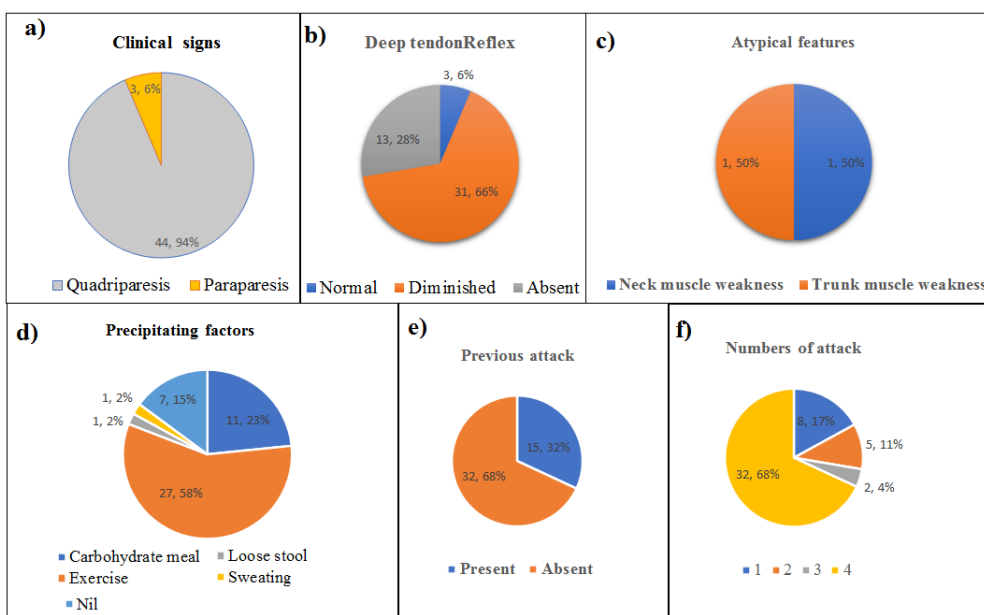 a)
Clinical signs
3, 6%
44, 94%
Quadriparesis Paraparesis
b)
Deep tendonReflex
3, 6%
13, 28%
31, 66%
Normal Diminished Absent
c)
Atypical features
1, 50% 1, 50%
Neck muscle weakness Trunk muscle weakness
d)
Precipitating factors
1, 2%
7, 15%
11, 23%
1, 2%
27, 58%
Carbohydrate meal Loose stool
Exercise Sweating
Nil
e)
Previous attack
15, 32%
32, 68%
Present Absent
f)
Numbers of attack
8, 17%
5, 11%
32, 68%
2, 4%
1 2 3 4